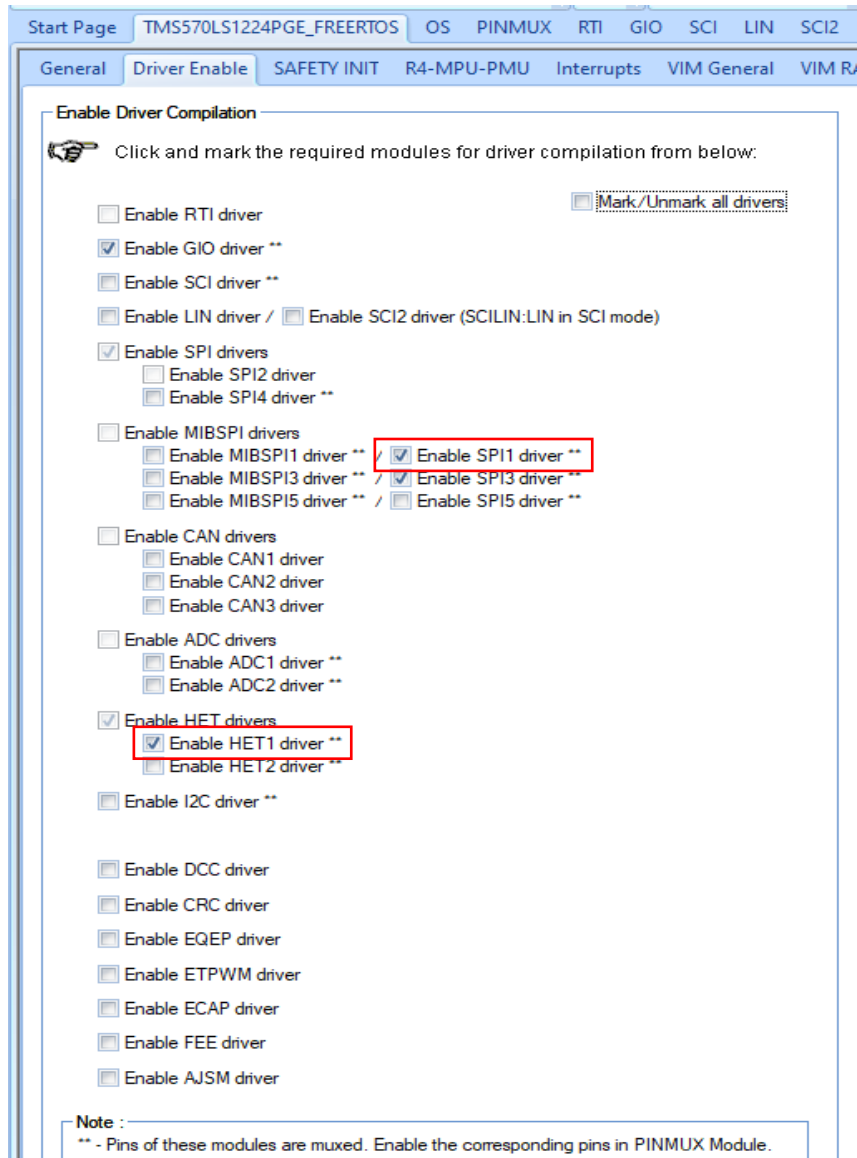 Start Page TMS570LS1224PGE_FREERTOS OS PINMUX RTI GIO SCI LIN SCI2
General Driver Enable SAFETY INIT R4-MPU-PMU Interrupts VIM General VIM RA
Enable Driver Compilation
Click and mark the required modules for driver compilation from below:
Mark/Unmark all drivers
Enable RTI driver
Enable GIO driver **
Enable SCI driver **
Enable LIN driver / Enable SCI2 driver (SCILIN:LIN in SCI mode)
Enable SPI drivers
Enable SPI2 driver
Enable SPI4 driver **
Enable MIBSPI drivers
Enable MIBSPI1 driver ** / Enable SPI1 driver **
Enable MIBSPI3 driver ** / Enable SPI3 driver **
Enable MIBSPI5 driver ** / Enable SPI5 driver **
Enable CAN drivers
Enable CAN1 driver
Enable CAN2 driver
Enable CAN3 driver
Enable ADC drivers
Enable ADC1 driver **
Enable ADC2 driver **
Enable HET drivers
Enable HET1 driver **
Enable HET2 driver **
Enable I2C driver **
Enable DCC driver
Enable CRC driver
Enable EQEP driver
Enable ETPWM driver
Enable ECAP driver
Enable FEE driver
Enable AJSM driver
Note :
** - Pins of these modules are muxed. Enable the corresponding pins in PINMUX Module.